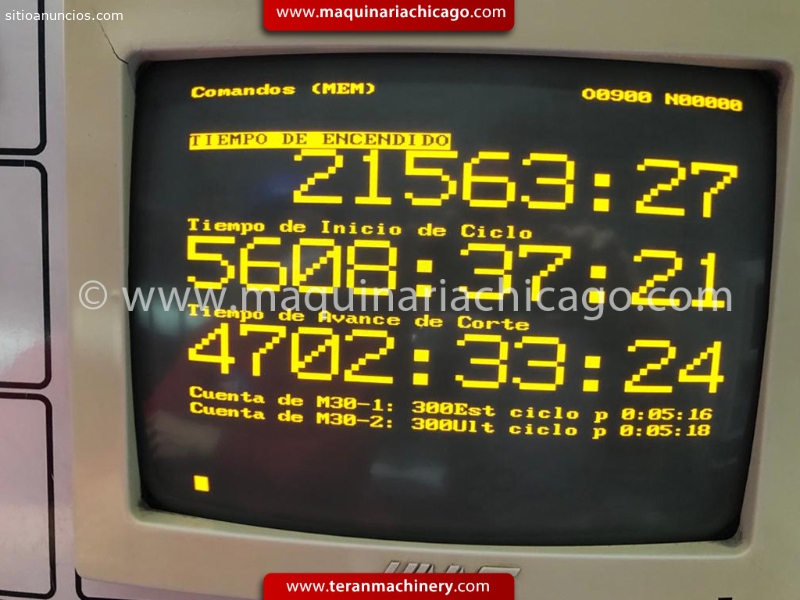 sitioanuncios.com
www.maquinariachicago.com
Comandos (MEM)
O0900 N00000
TIEMPO DE ENCENDIDO
21563:27
Tiempo de Inicio de Ciclo
5608:37:21
© www.maquinariachicago.com
Tiempo de Avance de Corte
4702:33:24
Cuenta de M30-1: 300Est ciclo p 0:05:16
Cuenta de M30-2: 300Ult ciclo p 0:05:18
www.teranmachinery.com